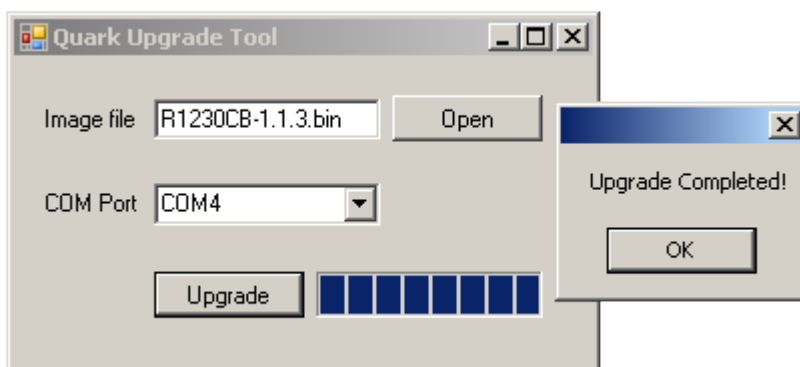 Quark Upgrade Tool
Image file R1230CB-1.1.3.bin Open
COM Port COM4
Upgrade
Upgrade Completed!
OK